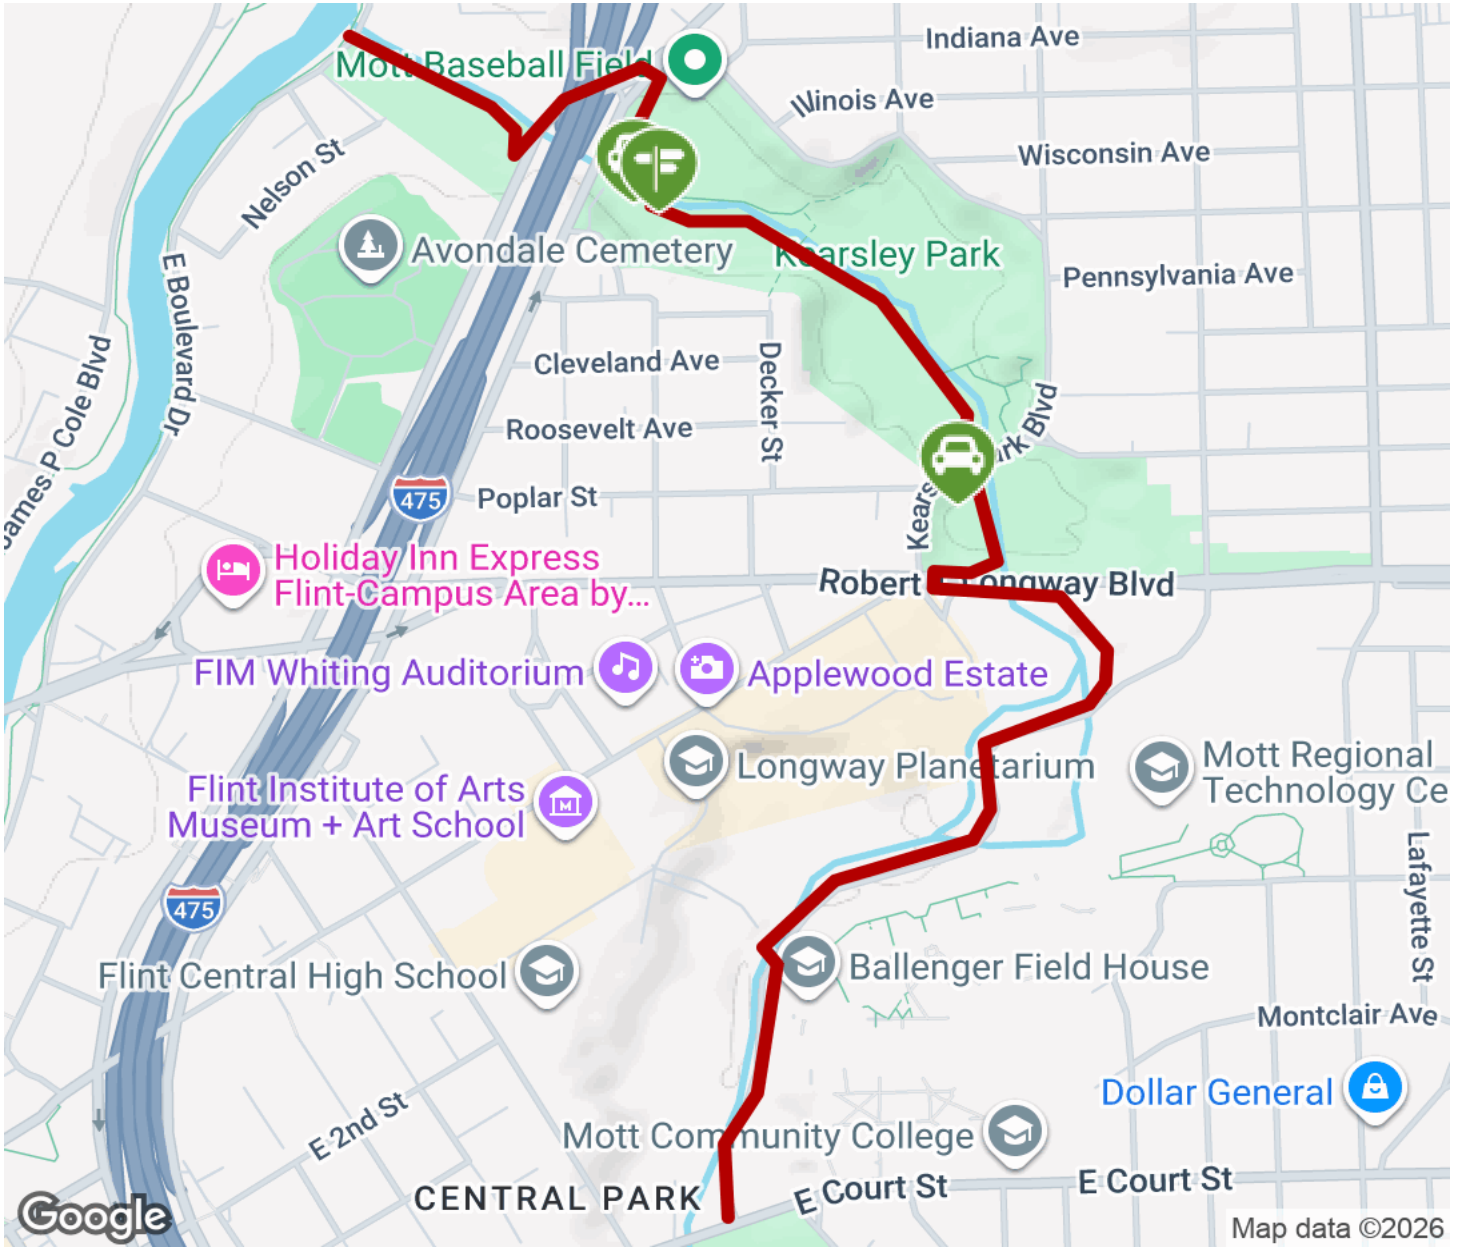 Indiana Ave
Mott Baseball Field
Illinois Ave
Wisconsin Ave
Nelson St
Avondale Cemetery
Kearsley Park
Pennsylvania Ave
E Boulevard Dr
James P Cole Blvd
Cleveland Ave
Decker St
Roosevelt Ave
475
Poplar St
Holiday Inn Express
Flint-Campus Area by...
Robert
Longway Blvd
FIM Whiting Auditorium
Applewood Estate
Longway Planetarium
Mott Regional
Technology Ce
Flint Institute of Arts
Museum + Art School
475
Lafayette St
Flint Central High School
Ballenger Field House
Montclair Ave
Dollar General
E 2nd St
Mott Community College
E Court St
E Court St
CENTRAL PARK
Google
Map data ©2026